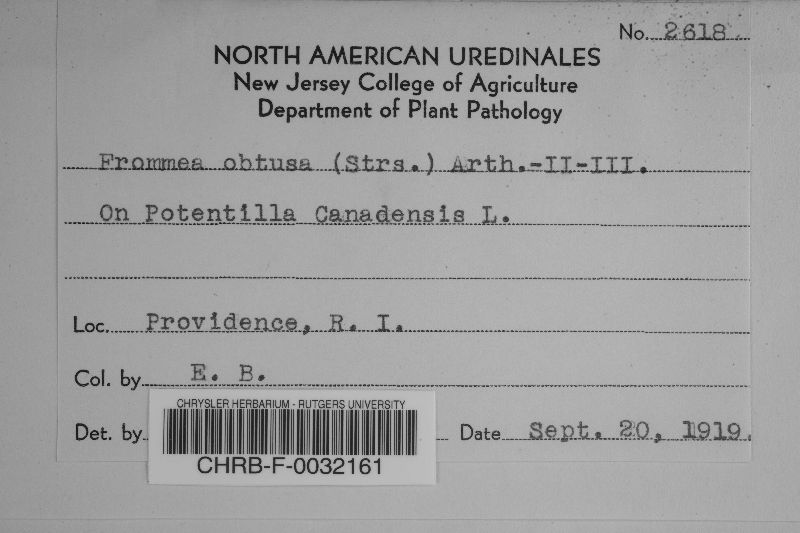 No. 2618.
NORTH AMERICAN UREDINALES
New Jersey College of Agriculture
Department of Plant Pathology
Frommea obtusa (Strs.) Arth.-II-III.
On Potentilla Canadensis L.
Loc. Providence, R. I.
Col. by E. B.
CHRYSLER HERBARIUM - RUTGERS UNIVERSITY
Det. by
Date Sept. 20, 1919.
CHRB-F-0032161